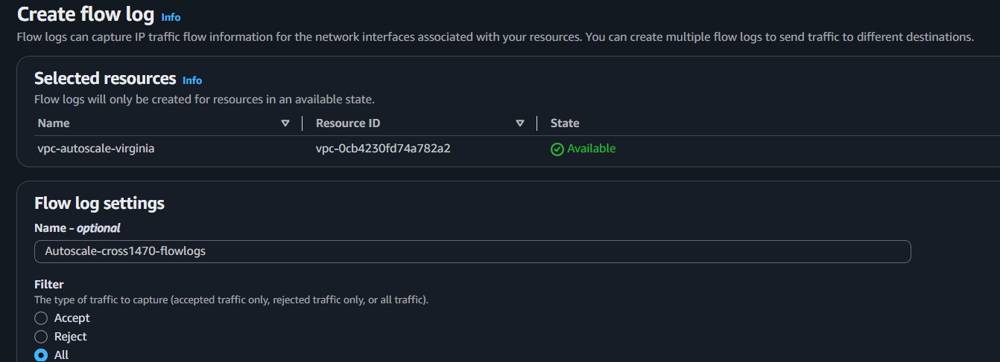 Create flow log Info
Flow logs can capture IP traffic flow information for the network interfaces associated with your resources. You can create multiple flow logs to send traffic to different destinations.
Selected resources Info
Flow logs will only be created for resources in an available state.
Name Resource ID State
vpc-autoscale-virginia vpc-0cb4230fd74a782a2 Available
Flow log settings
Name - optional
Autoscale-cross1470-flowlogs
Filter
The type of traffic to capture (accepted traffic only, rejected traffic only, or all traffic).
Accept
Reject
All